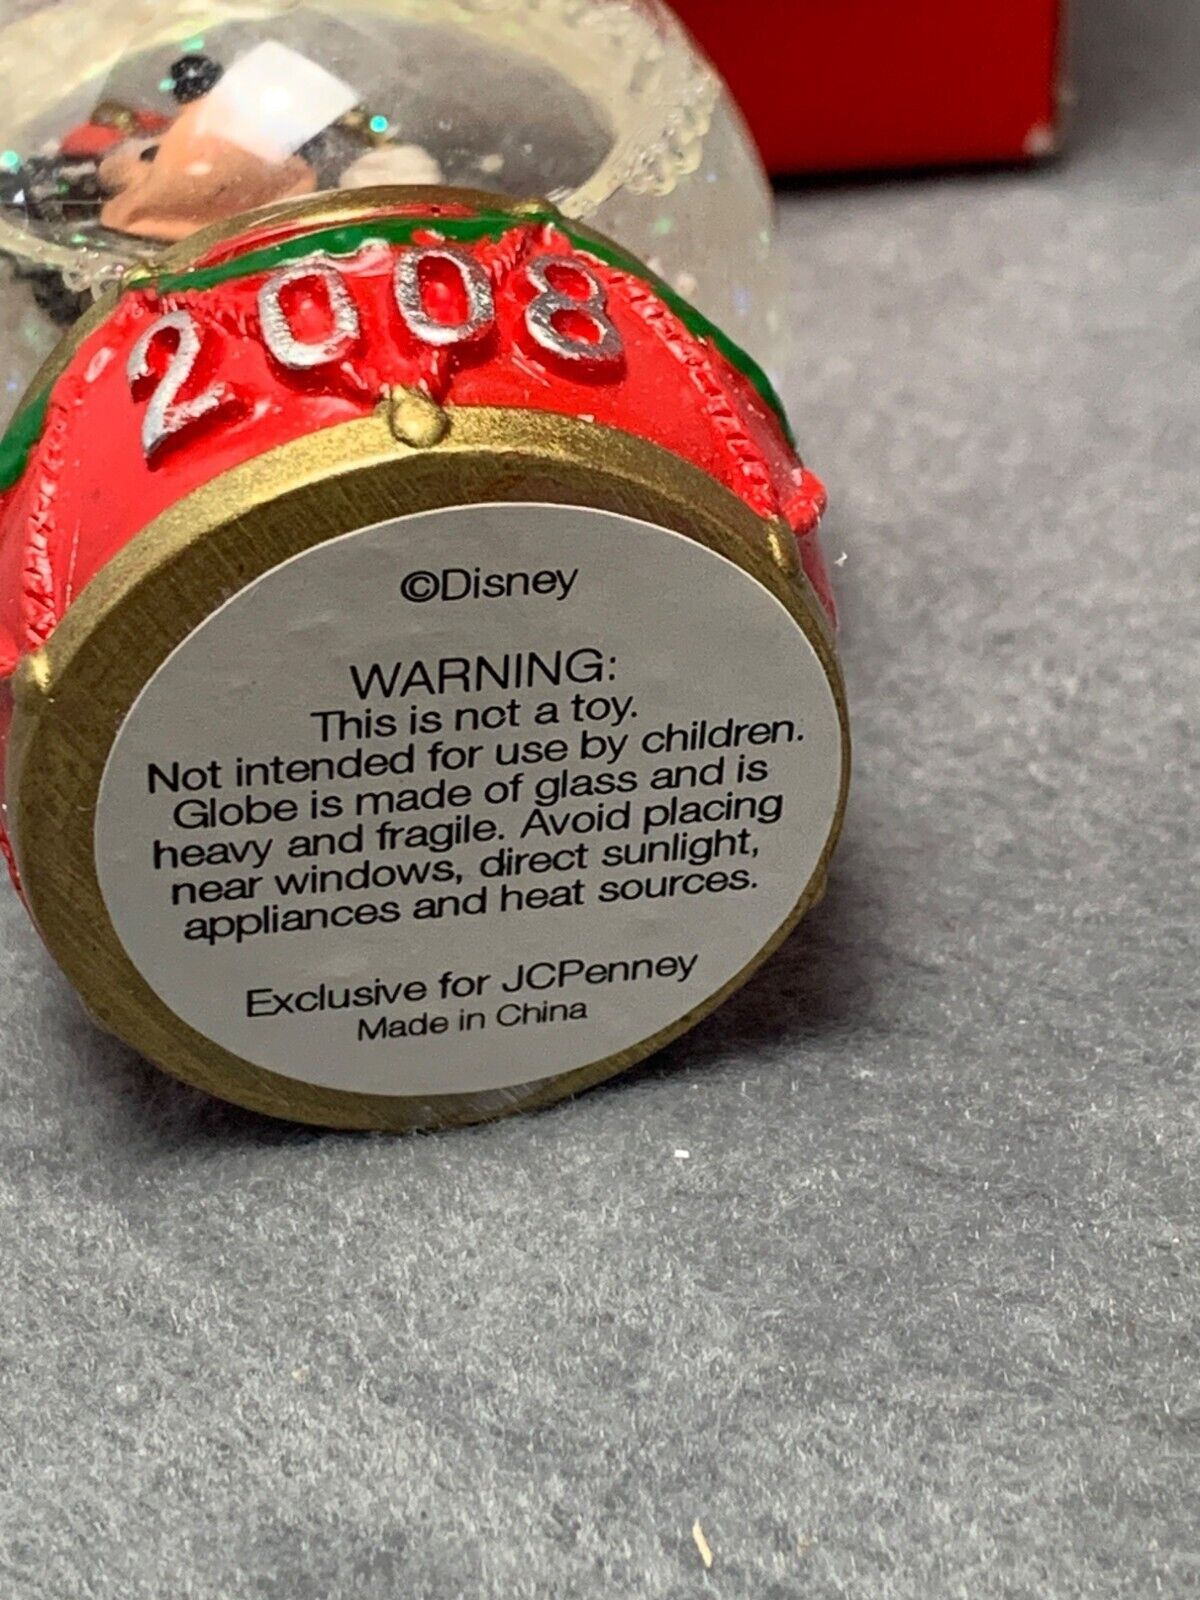 2008
©Disney
WARNING:
This is not a toy.
Not intended for use by children.
Globe is made of glass and is
heavy and fragile. Avoid placing
near windows, direct sunlight,
appliances and heat sources.
Exclusive for JCPenney
Made in China